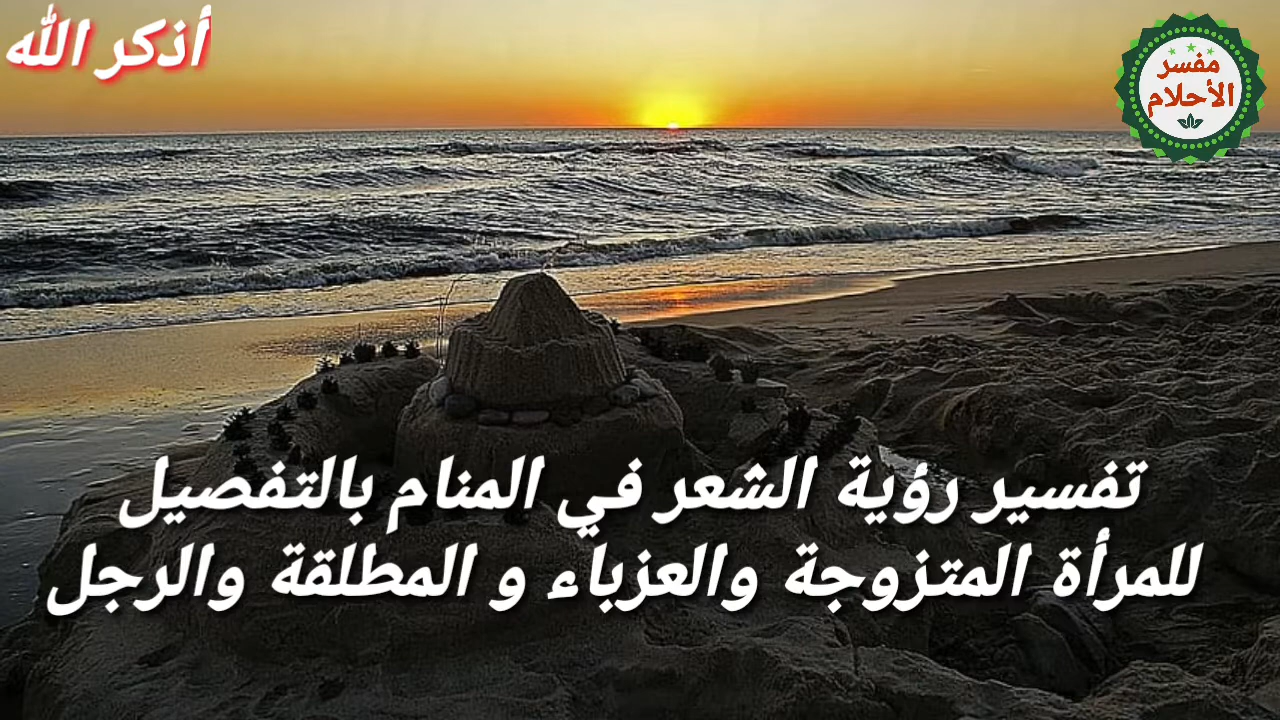 أذكر الله
مفسر
الأحلام
تفسير رؤية الشعر في المنام بالتفصيل
للمرأة المتزوجة والعزباء و المطلقة والرجل